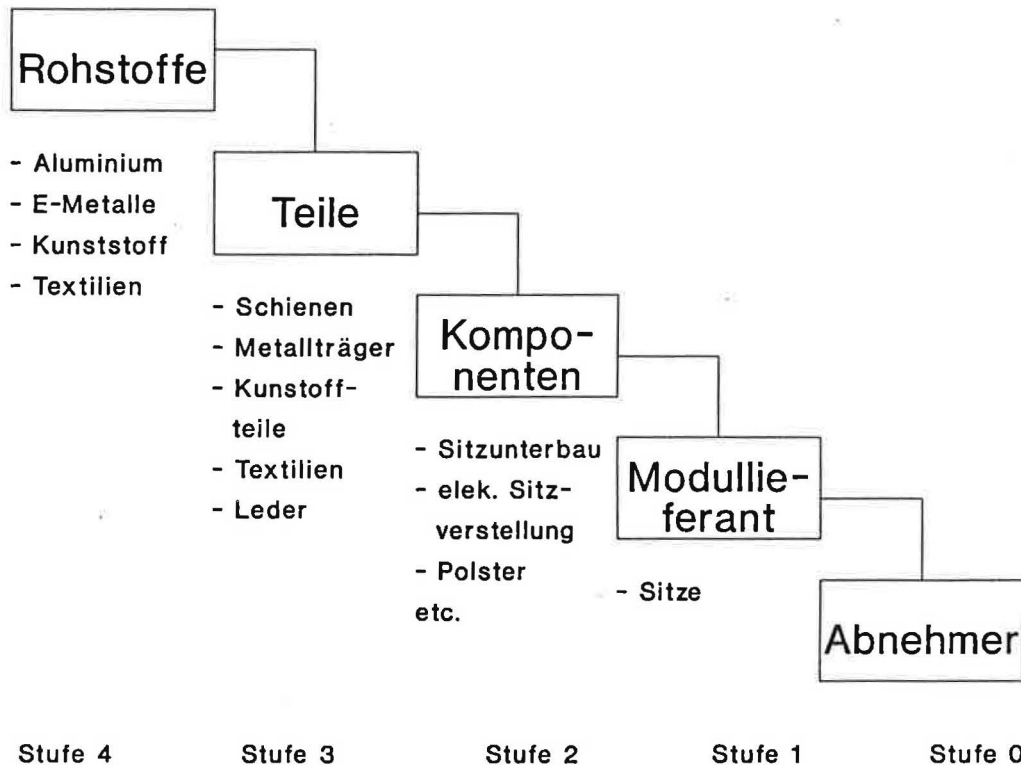 Rohstoffe
- Aluminium
- E-Metalle
- Kunststoff
- Textilien
Teile
- Schienen
- Metallträger
- Kunstoff-
teile
- Textilien
- Leder
Kompo-
nenten
- Sitzunterbau
- elek. Sitz-
verstellung
- Polster
etc.
Modullie-
ferant
- Sitze
Abnehmer
Stufe 4
Stufe 3
Stufe 2
Stufe 1
Stufe 0